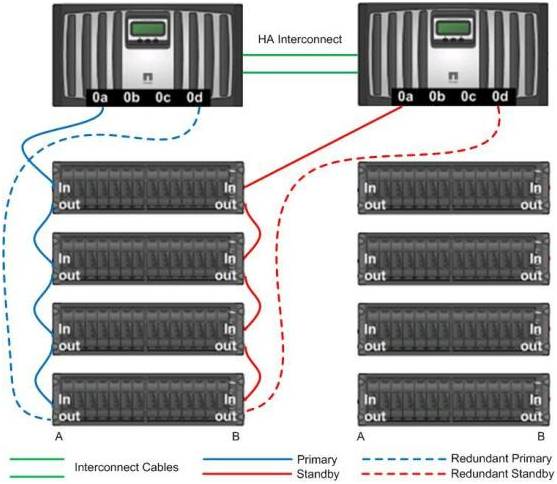 HA Interconnect
0a 0b 0c 0d
0a 0b 0c 0d
In In
out out
In In
out out
In In
out out
In In
out out
In In
out out
In In
out out
In In
out out
In In
out out
A B
A B
Interconnect Cables
Primary
Standby
Redundant Primary
Redundant Standby